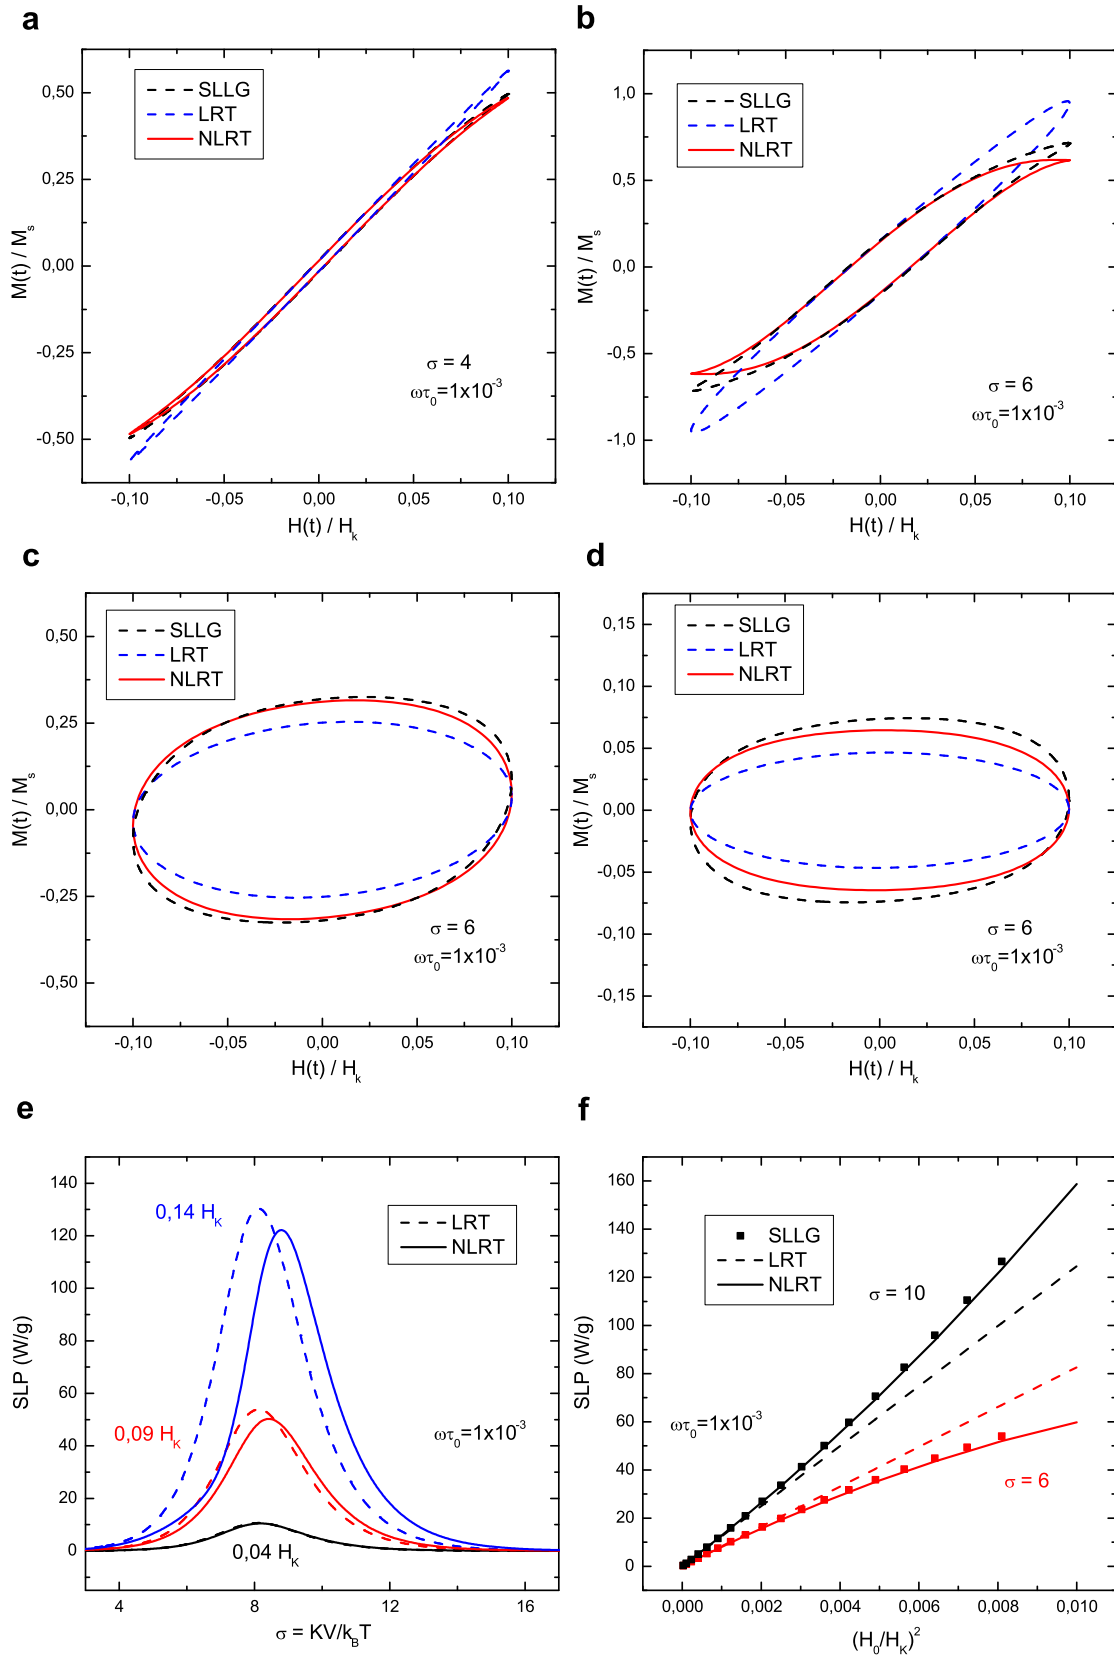 a
SLLG
LRT
NLRT
0,50
0,25
0,00
-0,25
-0,50
M(t) / Ms
σ = 4
ωτ0=1x10-3
-0,10
-0,05
0,00
0,05
0,10
H(t) / Hk
b
SLLG
LRT
NLRT
1,0
0,5
0,0
-0,5
-1,0
M(t) / Ms
σ = 6
ωτ0=1x10-3
-0,10
-0,05
0,00
0,05
0,10
H(t) / Hk
c
SLLG
LRT
NLRT
0,50
0,25
0,00
-0,25
-0,50
M(t) / Ms
σ = 6
ωτ0=1x10-3
-0,10
-0,05
0,00
0,05
0,10
H(t) / Hk
d
SLLG
LRT
NLRT
0,15
0,10
0,05
0,00
-0,05
-0,10
-0,15
M(t) / Ms
σ = 6
ωτ0=1x10-3
-0,10
-0,05
0,00
0,05
0,10
H(t) / Hk
e
140
120
100
80
60
40
20
0
SLP (W/g)
0,14 HK
LRT
NLRT
0,09 HK
ωτ0=1x10-3
0,04 HK
4
8
12
16
σ = KV/kBT
f
160
140
120
100
80
60
40
20
0
SLP (W/g)
SLLG
LRT
NLRT
σ = 10
ωτ0=1x10-3
σ = 6
0,000
0,002
0,004
0,006
0,008
0,010
(H0/HK)2